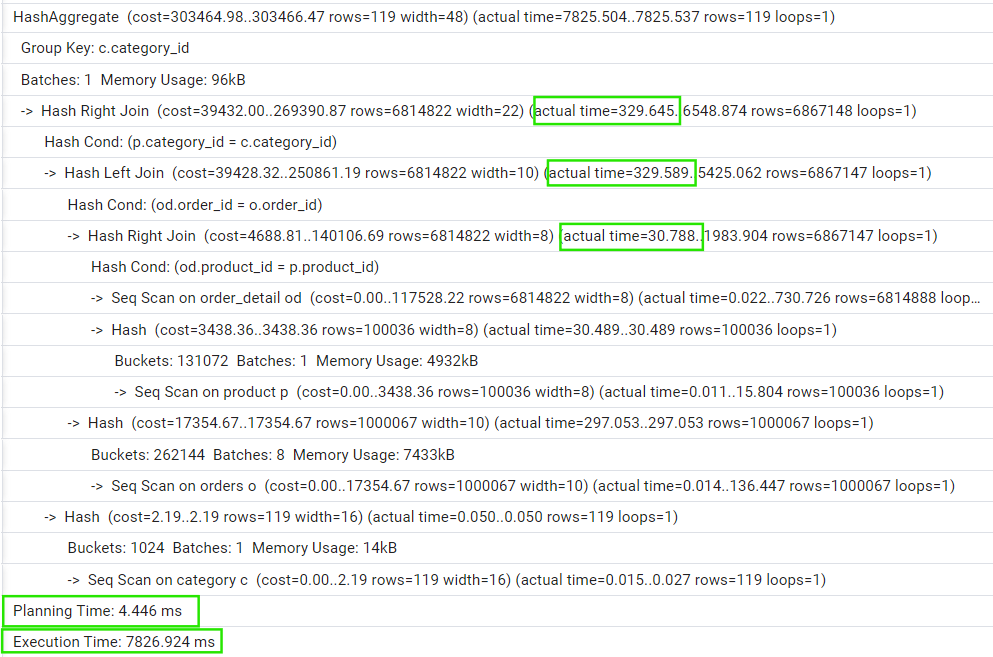 HashAggregate (cost=303464.98..303466.47 rows=119 width=48) (actual time=7825.504..7825.537 rows=119 loops=1)
Group Key: c.category_id
Batches: 1 Memory Usage: 96kB
-> Hash Right Join (cost=39432.00..269390.87 rows=6814822 width=22) (actual time=329.645..6548.874 rows=6867148 loops=1)
Hash Cond: (p.category_id = c.category_id)
-> Hash Left Join (cost=39428.32..250861.19 rows=6814822 width=10) (actual time=329.589..5425.062 rows=6867147 loops=1)
Hash Cond: (od.order_id = o.order_id)
-> Hash Right Join (cost=4688.81..140106.69 rows=6814822 width=8) (actual time=30.788..1983.904 rows=6867147 loops=1)
Hash Cond: (od.product_id = p.product_id)
-> Seq Scan on order_detail od (cost=0.00..117528.22 rows=6814822 width=8) (actual time=0.022..730.726 rows=6814888 loop...
-> Hash (cost=3438.36..3438.36 rows=100036 width=8) (actual time=30.489..30.489 rows=100036 loops=1)
Buckets: 131072 Batches: 1 Memory Usage: 4932kB
-> Seq Scan on product p (cost=0.00..3438.36 rows=100036 width=8) (actual time=0.011..15.804 rows=100036 loops=1)
-> Hash (cost=17354.67..17354.67 rows=1000067 width=10) (actual time=297.053..297.053 rows=1000067 loops=1)
Buckets: 262144 Batches: 8 Memory Usage: 7433kB
-> Seq Scan on orders o (cost=0.00..17354.67 rows=1000067 width=10) (actual time=0.014..136.447 rows=1000067 loops=1)
-> Hash (cost=2.19..2.19 rows=119 width=16) (actual time=0.050..0.050 rows=119 loops=1)
Buckets: 1024 Batches: 1 Memory Usage: 14kB
-> Seq Scan on category c (cost=0.00..2.19 rows=119 width=16) (actual time=0.015..0.027 rows=119 loops=1)
Planning Time: 4.446 ms
Execution Time: 7826.924 ms